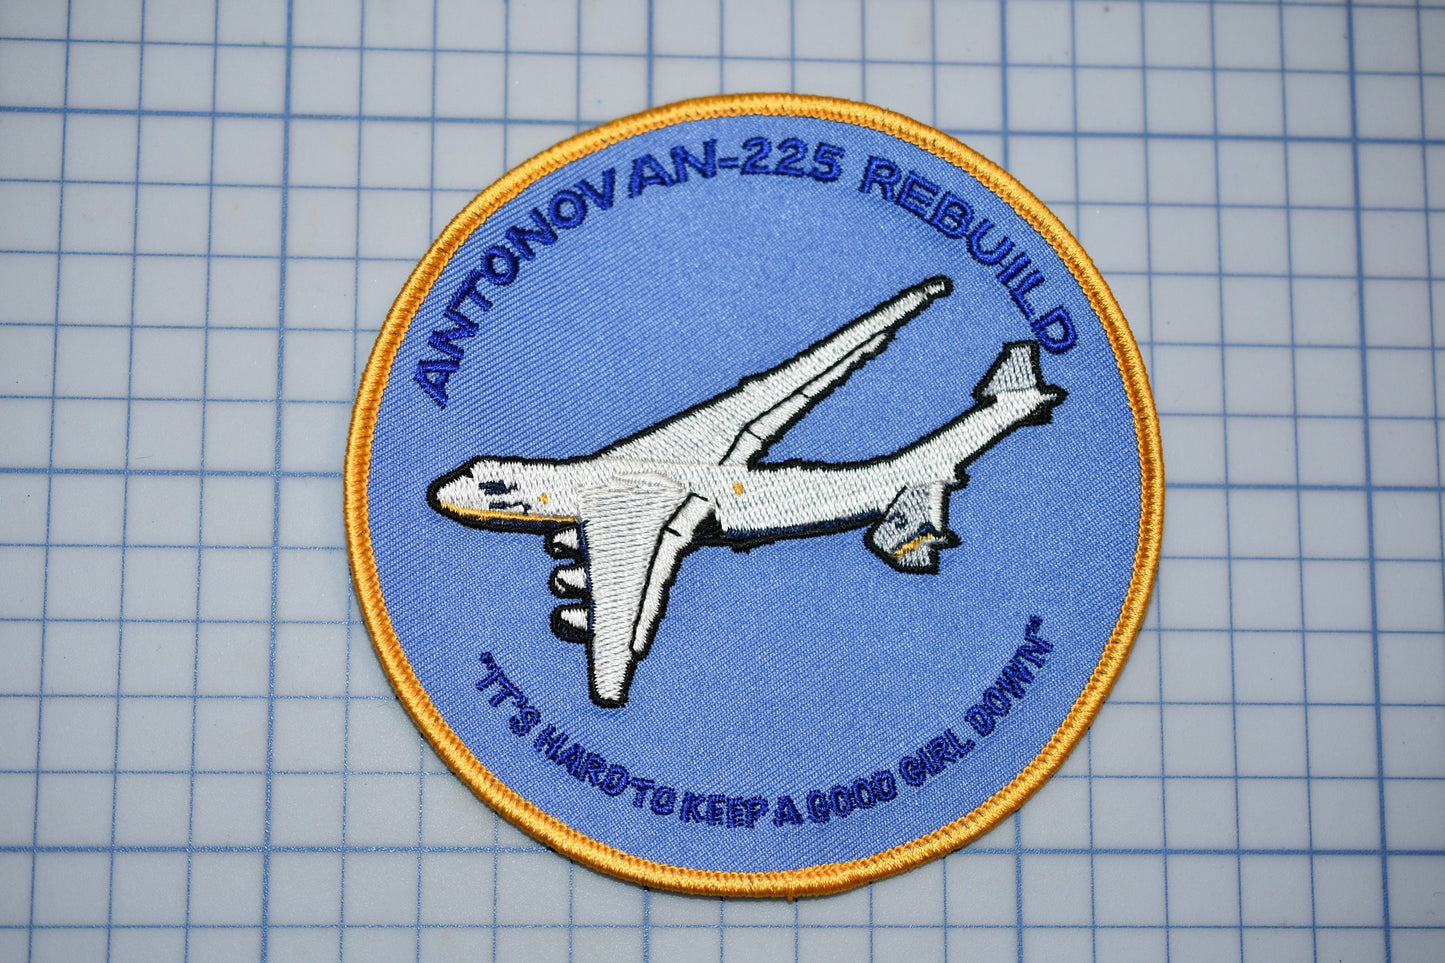 ANTONOV AN-225 REBUILD
"IT'S HARD TO KEEP A GOOD GIRL DOWN"